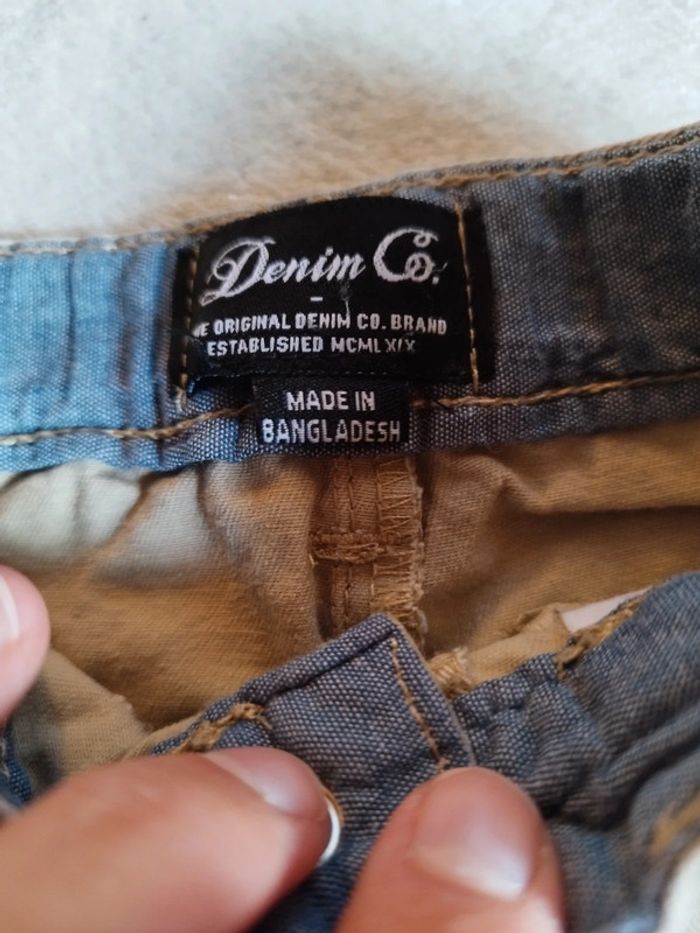 Denim Co.
-
E ORIGINAL DENIM CO. BRAND
ESTABLISHED MCMLXIX
MADE IN
BANGLADESH